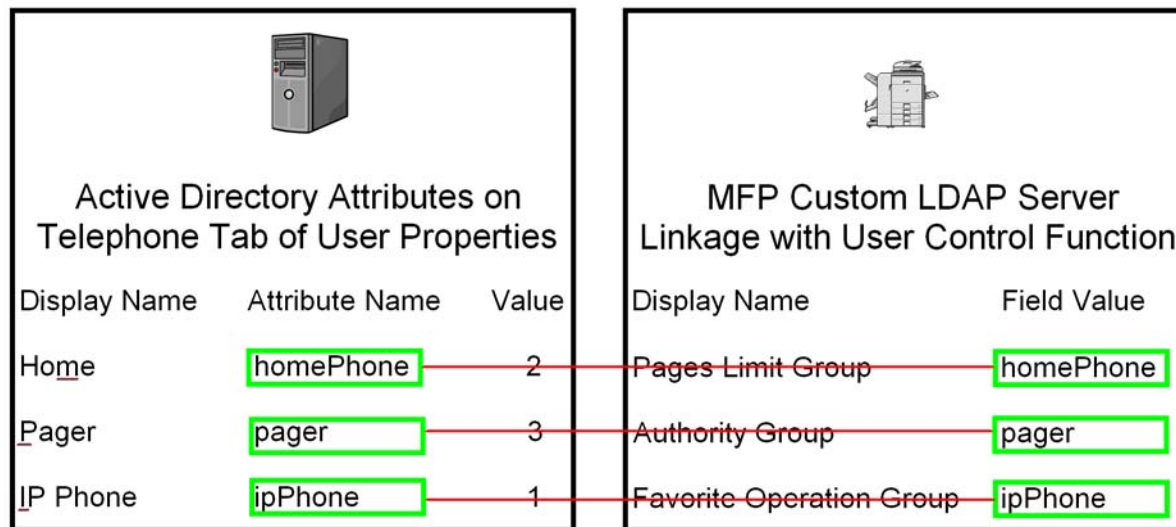 Active Directory Attributes on
Telephone Tab of User Properties
Display Name Attribute Name Value
Home homePhone 2
Pager pager 3
IP Phone ipPhone 1
MFP Custom LDAP Server
Linkage with User Control Function
Display Name Field Value
Pages Limit Group homePhone
Authority Group pager
Favorite Operation Group ipPhone